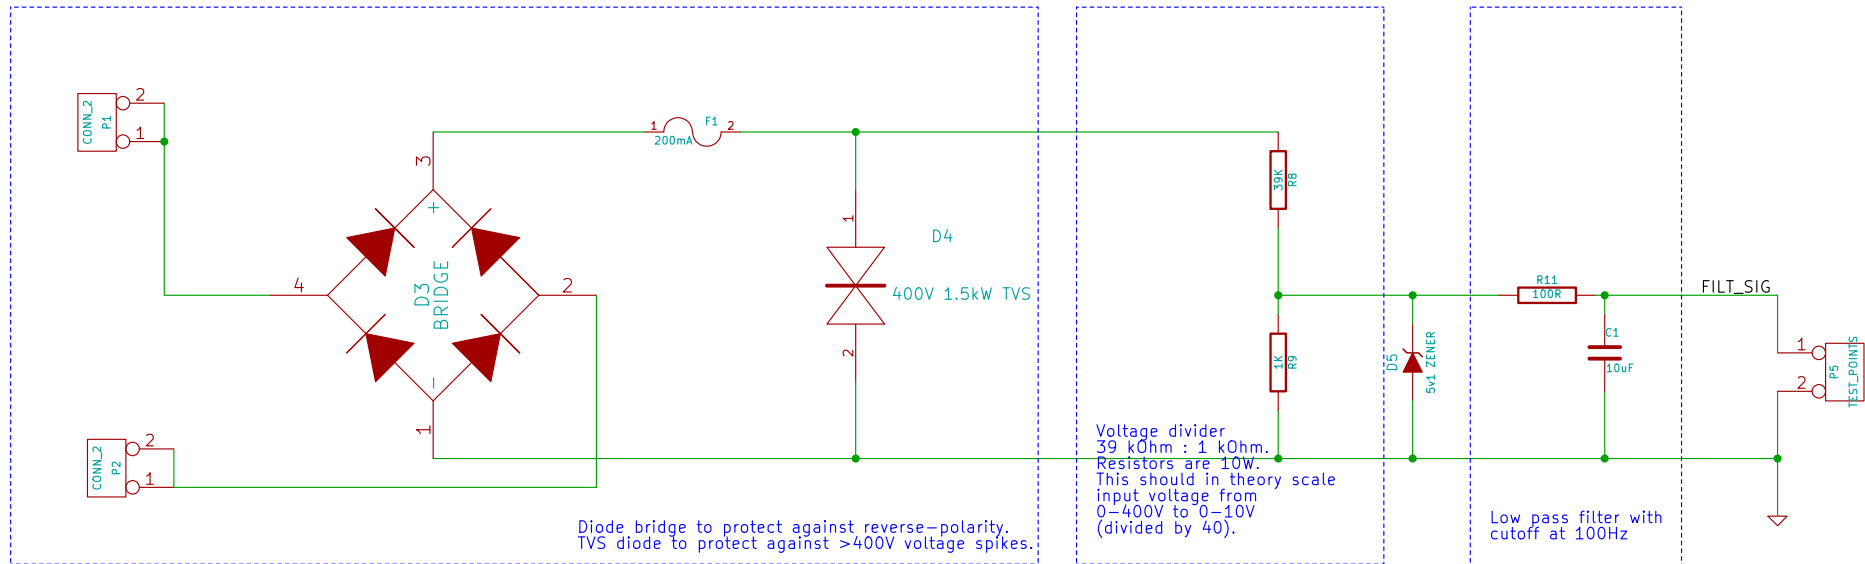 CONN_2
P1
2
1
CONN_2
P2
2
1
4
3
+
D3
BRIDGE
-
2
1
1
F1
2
200mA
1
D4
400V 1.5kW TVS
2
Diode bridge to protect against reverse-polarity.
TVS diode to protect against >400V voltage spikes.
39K
R8
1K
R9
Voltage divider
39 kOhm : 1 kOhm.
Resistors are 10W.
This should in theory scale
input voltage from
0-400V to 0-10V
(divided by 40).
D5
5v1 ZENER
R11
100R
C1
10uF
Low pass filter with
cutoff at 100Hz
FILT_SIG
1
2
P5
TEST_POINTS